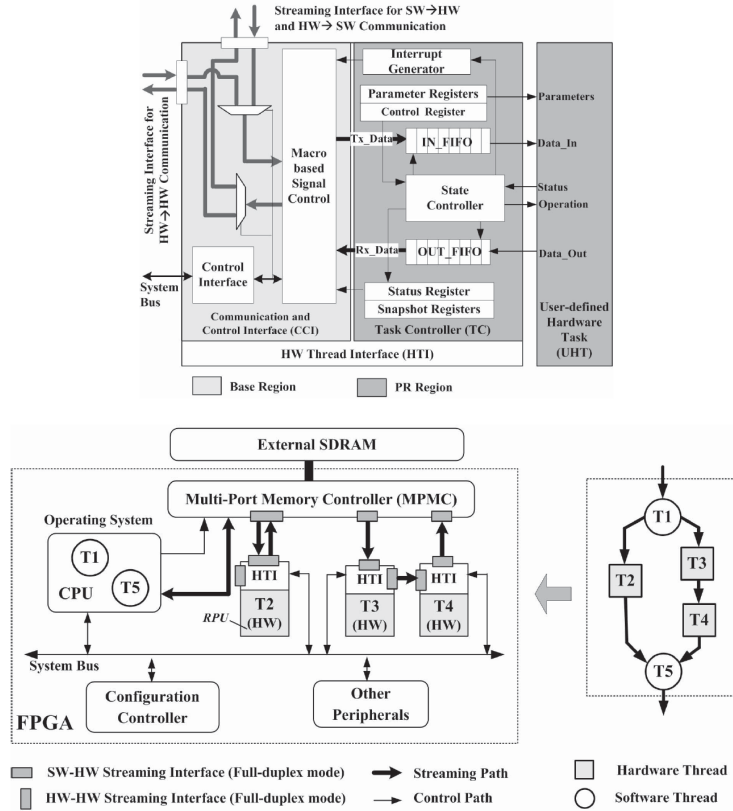 Streaming Interface for SW→HW
and HW→ SW Communication
Streaming Interface for
HW→HW Communication
Interrupt
Generator
Parameter Registers
Control Register
Parameters
Tx_Data
IN_FIFO
Data_In
Macro
based
Signal
Control
State
Controller
Status
Operation
Rx_Data
OUT_FIFO
Data_Out
Control
Interface
System
Bus
Status Register
Snapshot Registers
Communication and
Control Interface (CCI)
Task Controller (TC)
User-defined
Hardware
Task
(UHT)
HW Thread Interface (HTI)
Base Region
PR Region
External SDRAM
Multi-Port Memory Controller (MPMC)
Operating System
T1
T5
CPU
HTI
T2
(HW)
RPU
HTI
T3
(HW)
HTI
T4
(HW)
System Bus
Configuration
Controller
Other
Peripherals
FPGA
T1
T2
T3
T4
T5
SW-HW Streaming Interface (Full-duplex mode)
HW-HW Streaming Interface (Full-duplex mode)
Streaming Path
Control Path
Hardware Thread
Software Thread